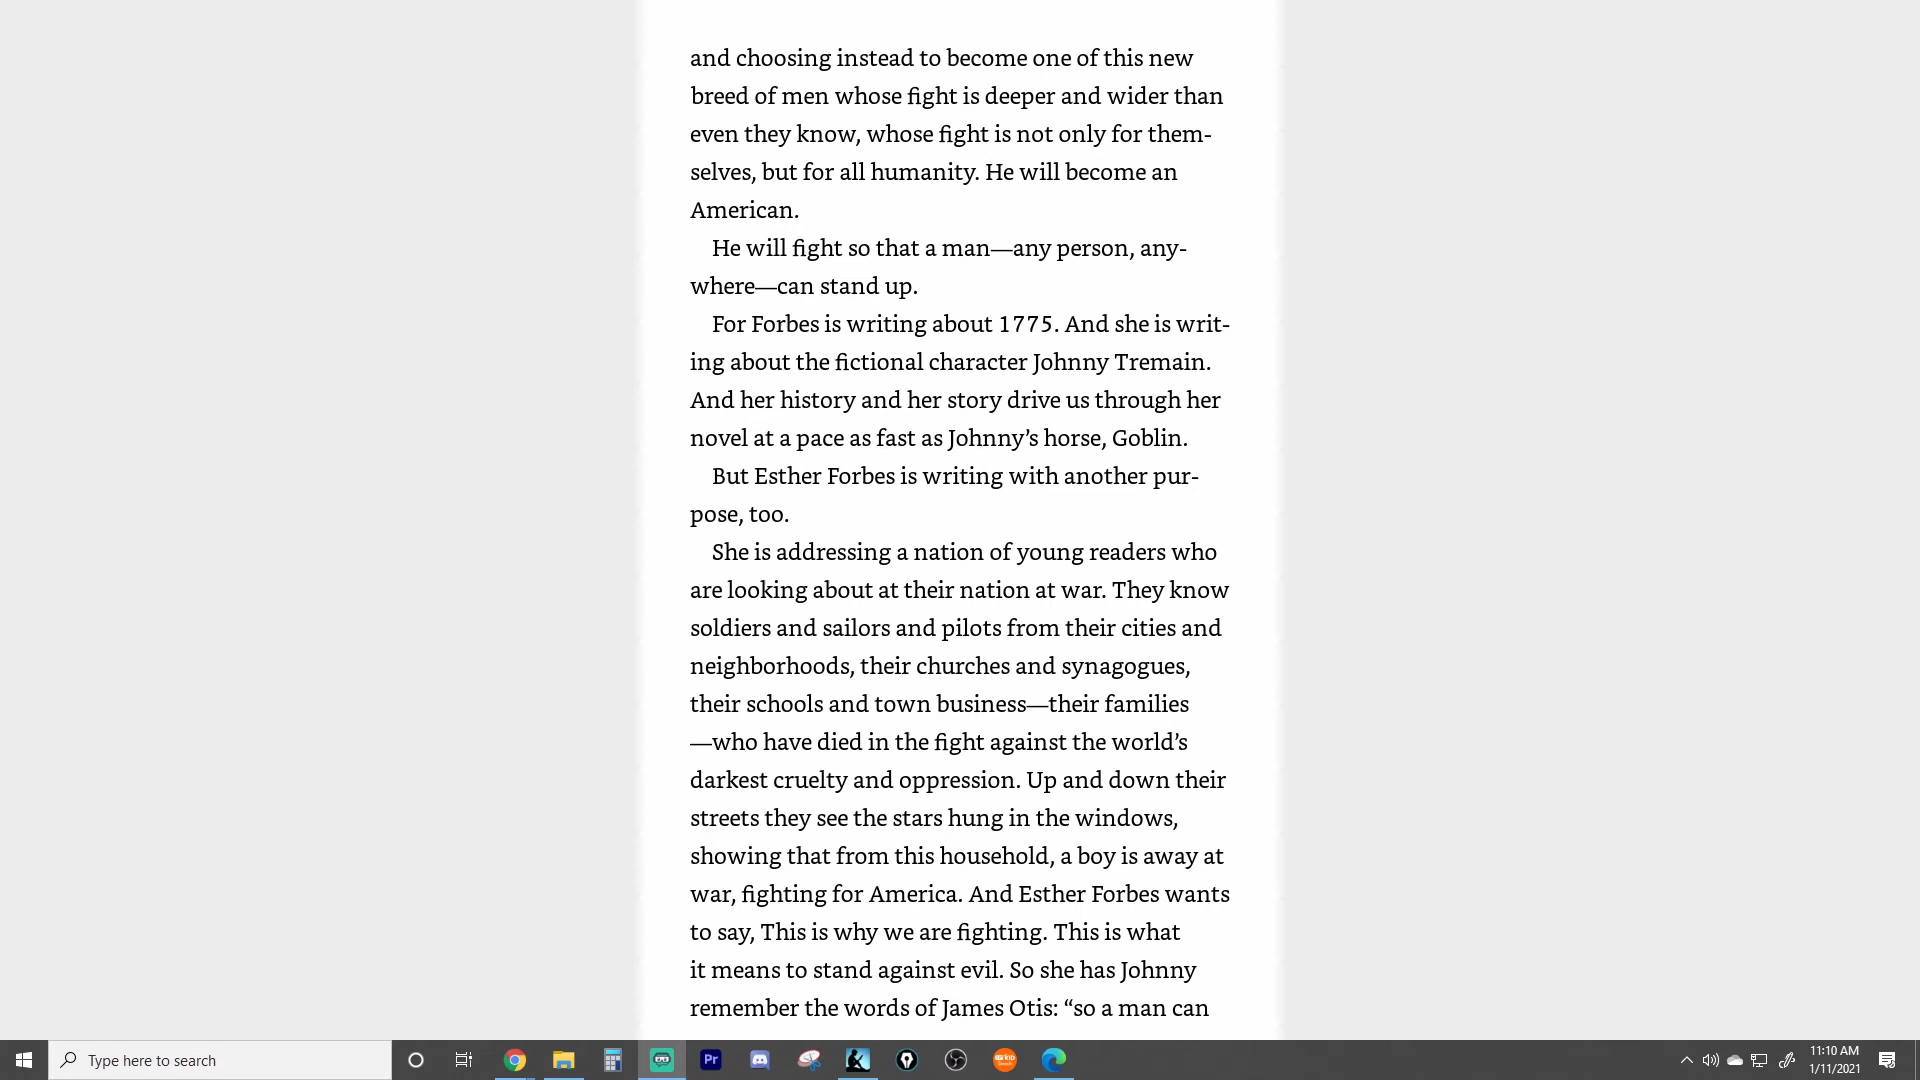 and choosing instead to become one of this new
breed of men whose fight is deeper and wider than
even they know, whose fight is not only for them-
selves, but for all humanity. He will become an
American.
He will fight so that a man—any person, any-
where—can stand up.
For Forbes is writing about 1775. And she is writ-
ing about the fictional character Johnny Tremain.
And her history and her story drive us through her
novel at a pace as fast as Johnny’s horse, Goblin.
But Esther Forbes is writing with another pur-
pose, too.
She is addressing a nation of young readers who
are looking about at their nation at war. They know
soldiers and sailors and pilots from their cities and
neighborhoods, their churches and synagogues,
their schools and town business—their families
—who have died in the fight against the world’s
darkest cruelty and oppression. Up and down their
streets they see the stars hung in the windows,
showing that from this household, a boy is away at
war, fighting for America. And Esther Forbes wants
to say, This is why we are fighting. This is what
it means to stand against evil. So she has Johnny
remember the words of James Otis: “so a man can
Type here to search
Pr
11:10 AM
1/11/2021